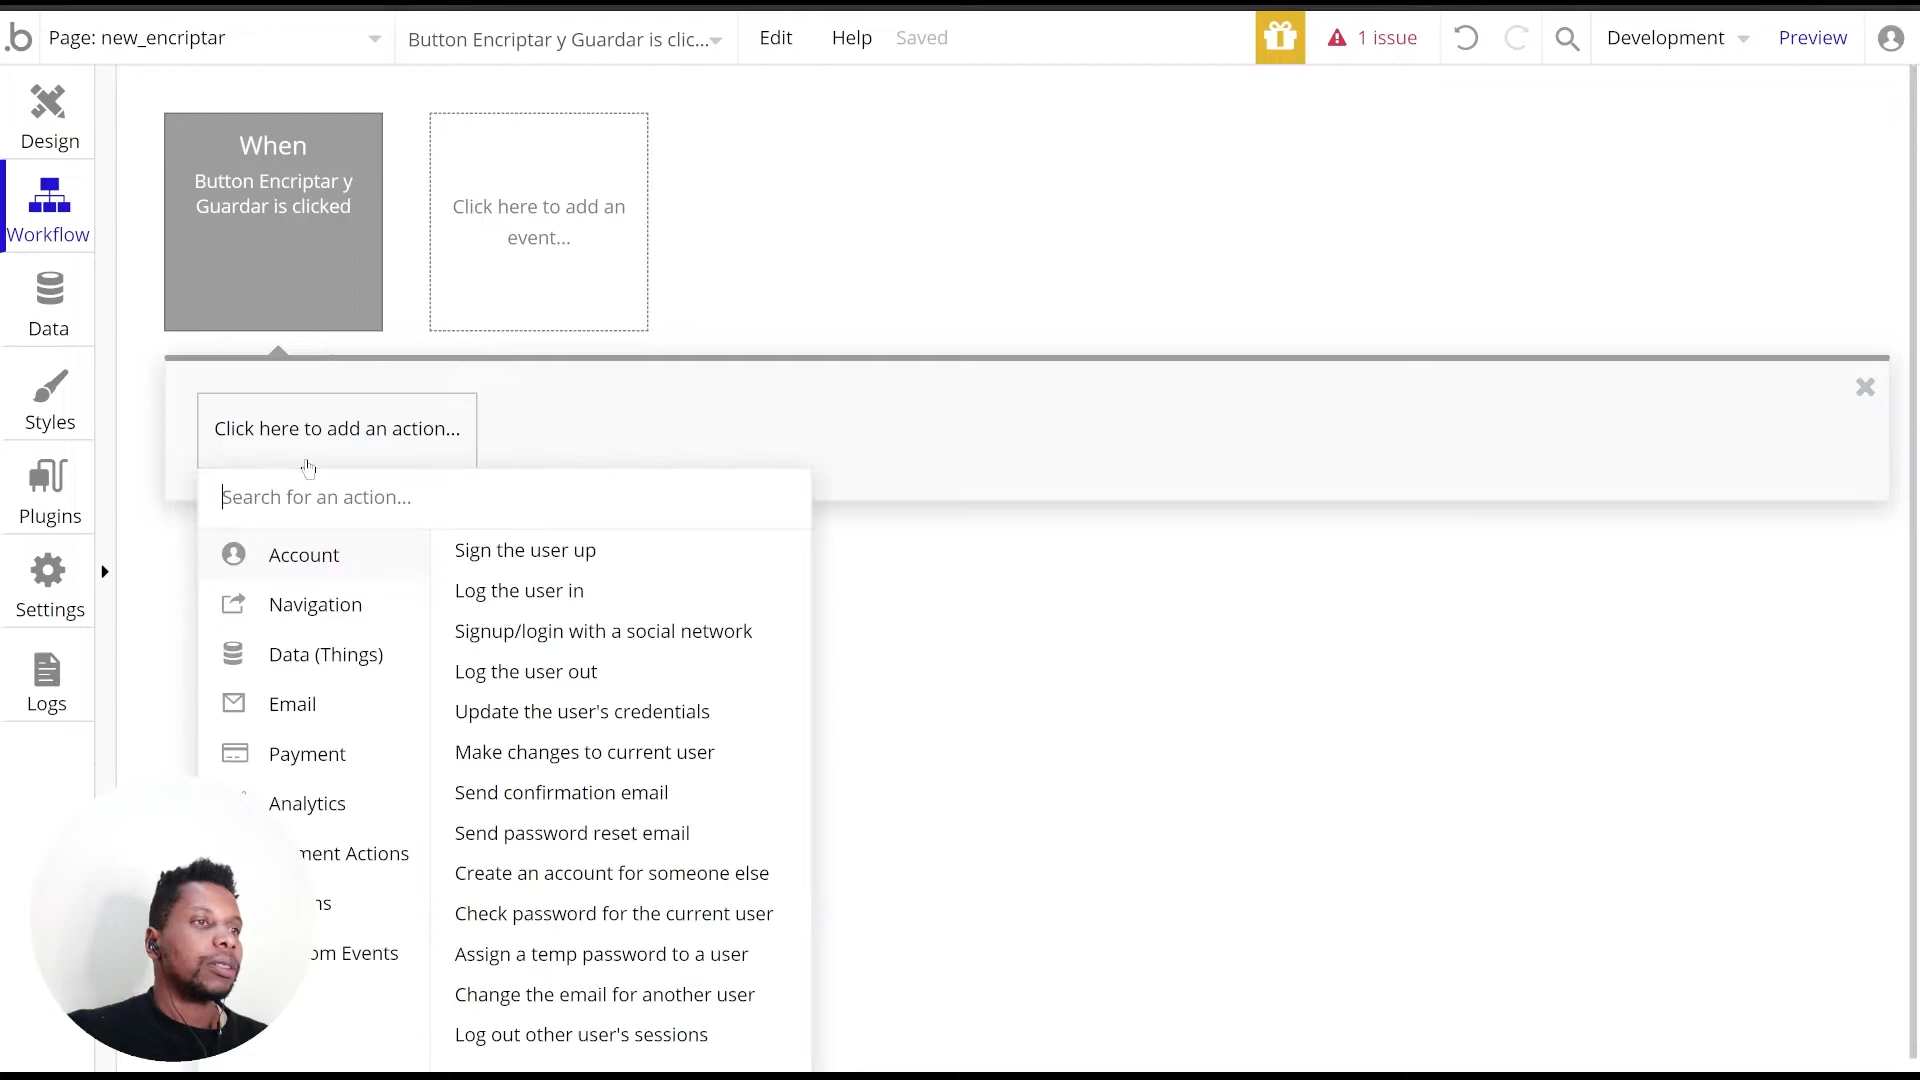 .b
Page: new_encriptar
Button Encriptar y Guardar is clic...
Edit
Help
Saved
1 issue
Development
Preview
Design
Workflow
Data
Styles
Plugins
Settings
Logs
When
Button Encriptar y
Guardar is clicked
Click here to add an
event...
Click here to add an action...
Search for an action...
Account
Navigation
Data (Things)
Email
Payment
Analytics
ment Actions
ns
om Events
Sign the user up
Log the user in
Signup/login with a social network
Log the user out
Update the user's credentials
Make changes to current user
Send confirmation email
Send password reset email
Create an account for someone else
Check password for the current user
Assign a temp password to a user
Change the email for another user
Log out other user's sessions